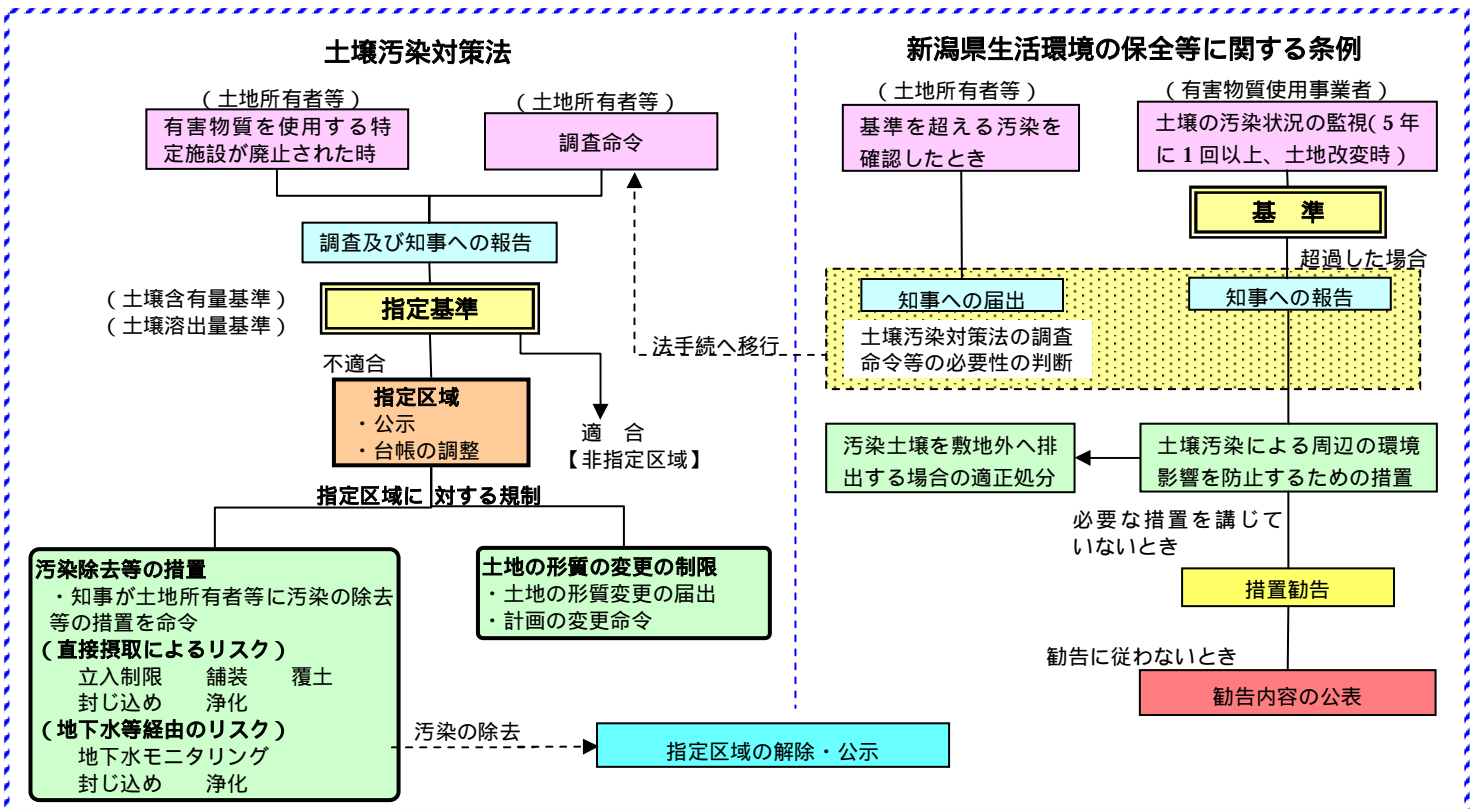 土壌汚染対策法
（土地所有者等）
有害物質を使用する特
定施設が廃止された時
（土地所有者等）
調査命令
調査及び知事への報告
（土壌含有量基準）
（土壌溶出量基準）
指定基準
不適合
指定区域
・公示
・台帳の調整
適　合
【非指定区域】
指定区域に 対する規制
汚染除去等の措置
・知事が土地所有者等に汚染の除去
等の措置を命令
（直接摂取によるリスク）
立入制限　　舗装　　覆土
封じ込め　　浄化
（地下水等経由のリスク）
地下水モニタリング
封じ込め　　浄化
土地の形質の変更の制限
・土地の形質変更の届出
・計画の変更命令
汚染の除去
指定区域の解除・公示
法手続へ移行
新潟県生活環境の保全等に関する条例
（土地所有者等）
基準を超える汚染を
確認したとき
（有害物質使用事業者）
土壌の汚染状況の監視（５年
に１回以上、土地改変時）
基　準
超過した場合
知事への届出
知事への報告
土壌汚染対策法の調査
命令等の必要性の判断
汚染土壌を敷地外へ排
出する場合の適正処分
土壌汚染による周辺の環境
影響を防止するための措置
必要な措置を講じて
いないとき
措置勧告
勧告に従わないとき
勧告内容の公表